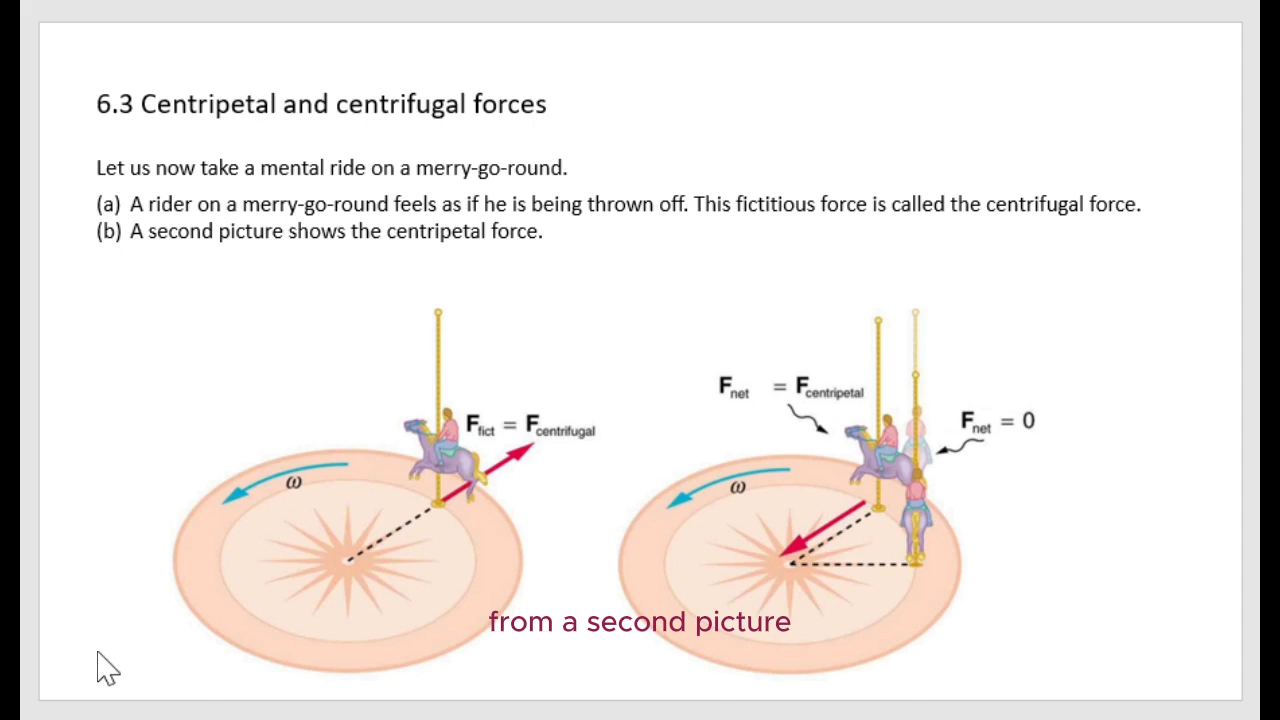 6.3 Centripetal and centrifugal forces
Let us now take a mental ride on a merry-go-round.
(a) A rider on a merry-go-round feels as if he is being thrown off. This fictitious force is called the centrifugal force.
(b) A second picture shows the centripetal force.
F_fict = F_centrifugal
ω
F_net = F_centripetal
F_net = 0
ω
from a second picture